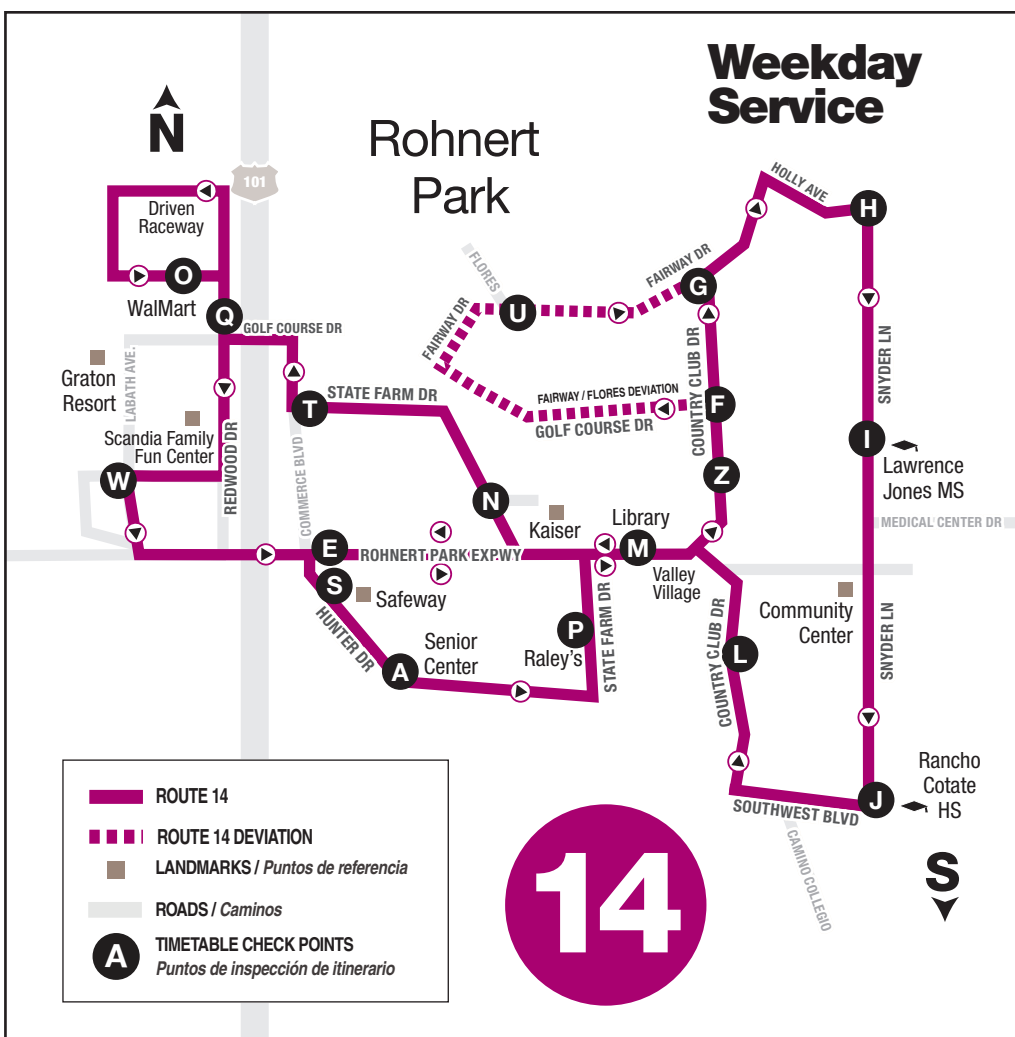 Weekday
Service
N
Rohnert
Park
101
Driven
Raceway
O
WalMart
Q
GOLF COURSE DR
Graton
Resort
LABATH AVE.
Scandia Family
Fun Center
REDWOOD DR
W
T
STATE FARM DR
COMMERCE BLVD
N
Kaiser
FLORES
U
FAIRWAY DR
FAIRWAY DR
G
HOLLY AVE
H
FAIRWAY / FLORES DEVIATION
GOLF COURSE DR
F
COUNTRY CLUB DR
Z
SNYDER LN
I
Lawrence
Jones MS
MEDICAL CENTER DR
E
ROHNERT PARK EXPWY
Library
M
Valley
Village
S
Safeway
HUNTER DR
A
Senior
Center
P
Raley's
STATE FARM DR
COUNTRY CLUB DR
L
Community
Center
SNYDER LN
Rancho
Cotate
HS
J
SOUTHWEST BLVD
CAMINO COLLEGIO
S
ROUTE 14
ROUTE 14 DEVIATION
LANDMARKS / Puntos de referencia
ROADS / Caminos
A
TIMETABLE CHECK POINTS
Puntos de inspección de itinerario
14